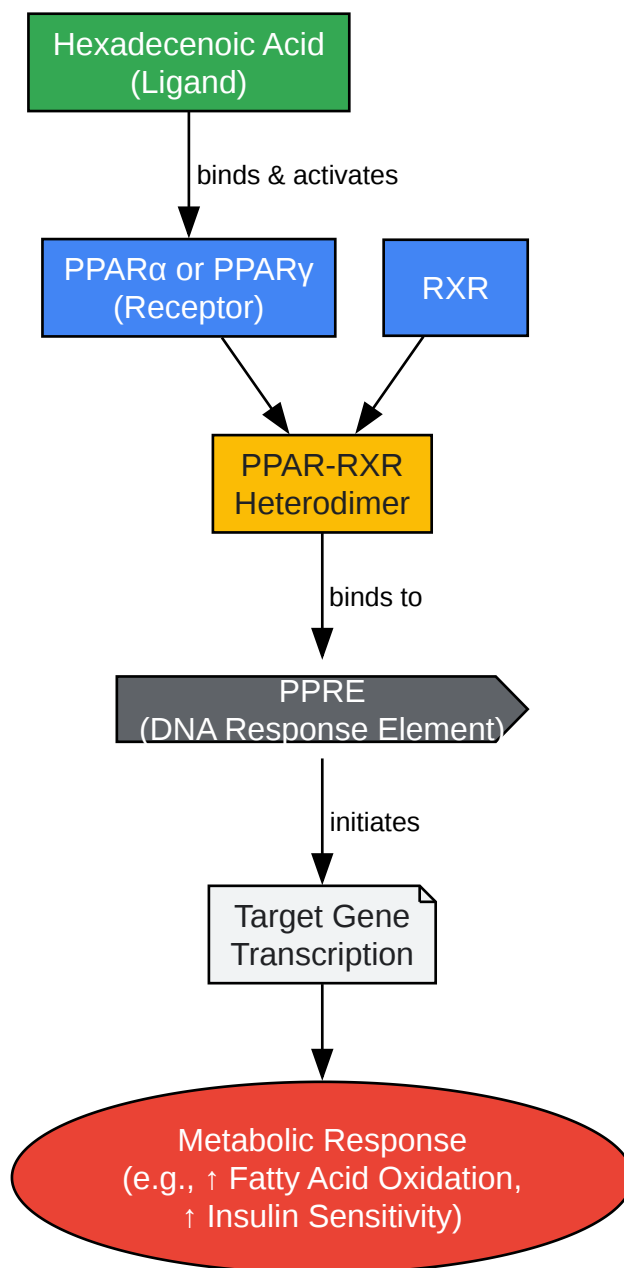 Hexadecenoic Acid
(Ligand)
binds & activates
PPARα or PPARγ
(Receptor)
RXR
PPAR-RXR
Heterodimer
binds to
PPRE
(DNA Response Element)
initiates
Target Gene
Transcription
Metabolic Response
(e.g., ↑ Fatty Acid Oxidation,
↑ Insulin Sensitivity)